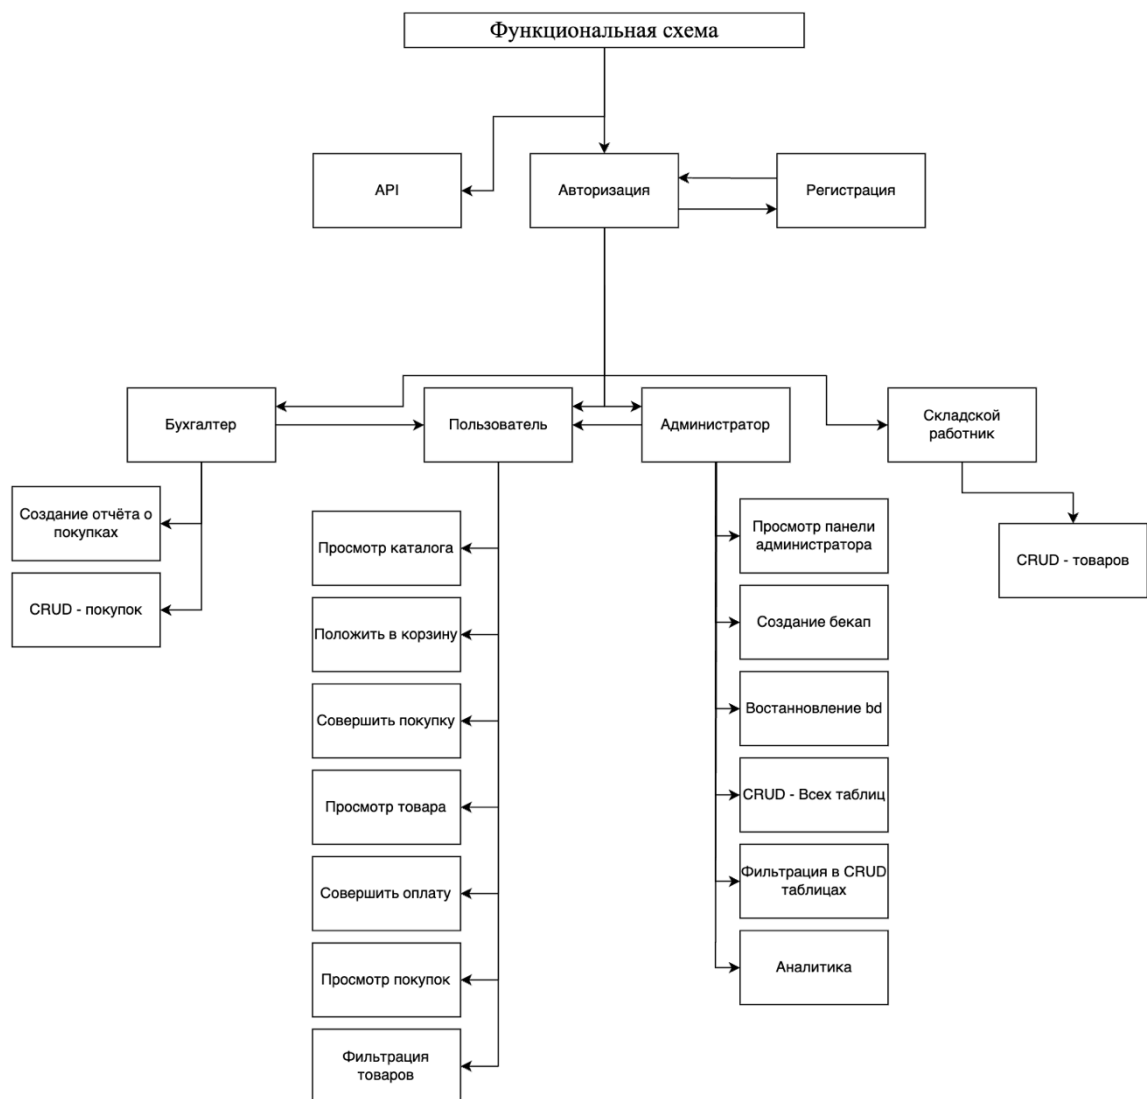 Функциональная схема
API
Авторизация
Регистрация
Бухгалтер
Пользователь
Администратор
Складской
работник
Создание отчёта о
покупках
CRUD - покупок
Просмотр каталога
Положить в корзину
Совершить покупку
Просмотр товара
Совершить оплату
Просмотр покупок
Фильтрация
товаров
Просмотр панели
администратора
Создание бекап
Востанновление bd
CRUD - Всех таблиц
Фильтрация в CRUD
таблицах
Аналитика
CRUD - товаров